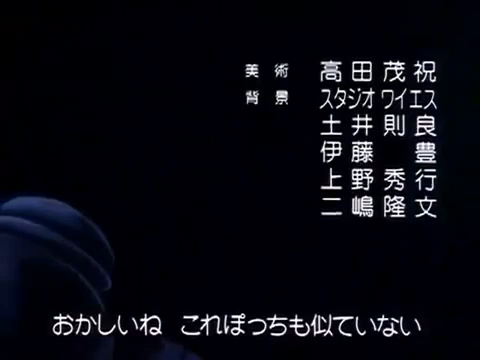 美術 高田茂祝
背景 スタジオワイエス
土井則良
伊藤 豊
上野秀行
二嶋隆文
おかしいね これぽっちも似ていない